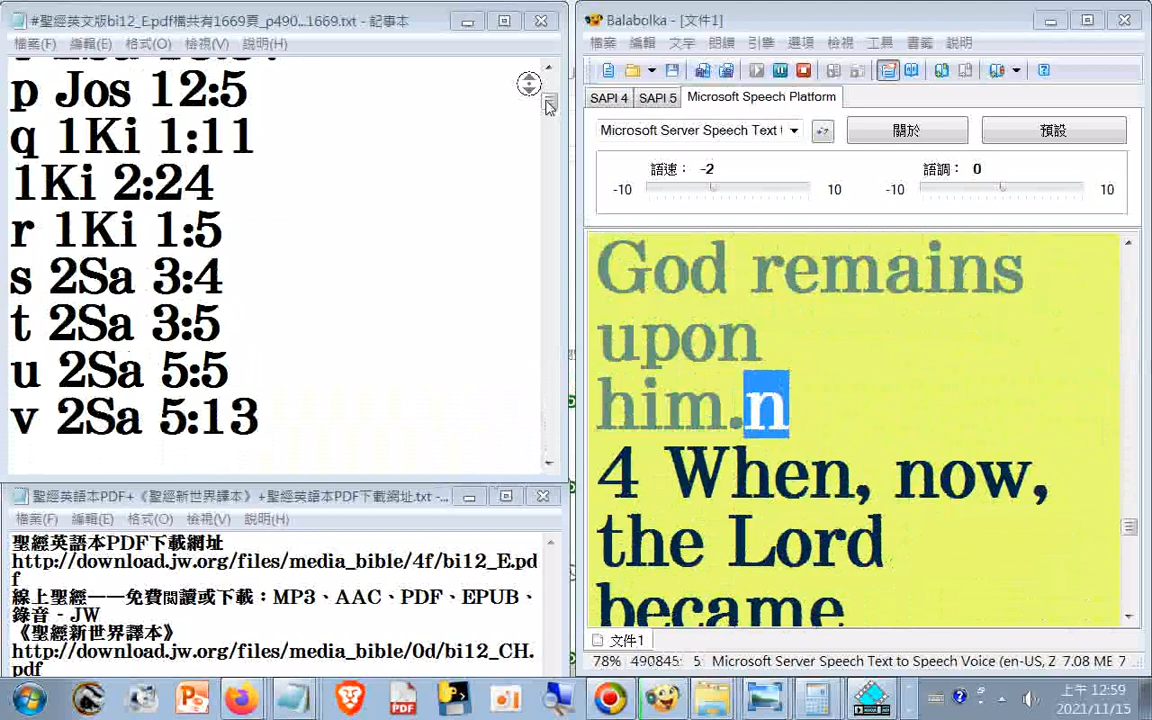 #聖經英文版bi12_E.pdf檔共有1669頁_p490...1669.txt - 記事本
檔案(F) 編輯(E) 格式(O) 檢視(V) 說明(H)
p Jos 12:5
q 1Ki 1:11
1Ki 2:24
r 1Ki 1:5
s 2Sa 3:4
t 2Sa 3:5
u 2Sa 5:5
v 2Sa 5:13
聖經英語本PDF+《聖經新世界譯本》+聖經英語本PDF下載網址.txt - ...
檔案(F) 編輯(E) 格式(O) 檢視(V) 說明(H)
聖經英語本PDF下載網址
http://download.jw.org/files/media_bible/4f/bi12_E.pd
f
線上聖經——免費閱讀或下載：MP3、AAC、PDF、EPUB、
錄音 - JW
《聖經新世界譯本》
http://download.jw.org/files/media_bible/0d/bi12_CH.
pdf
Balabolka - [文件1]
檔案 編輯 文字 朗讀 引擎 選項 檢視 工具 書籤 說明
SAPI 4 SAPI 5 Microsoft Speech Platform
Microsoft Server Speech Text t 關於 預設
語速： -2 語調： 0
-10 10 -10 10
God remains
upon
him.n
4 When, now,
the Lord
became
文件1
78% 490845: 5: Microsoft Server Speech Text to Speech Voice (en-US, Z 7.08 ME 7
PDF
上午 12:59
2021/11/15